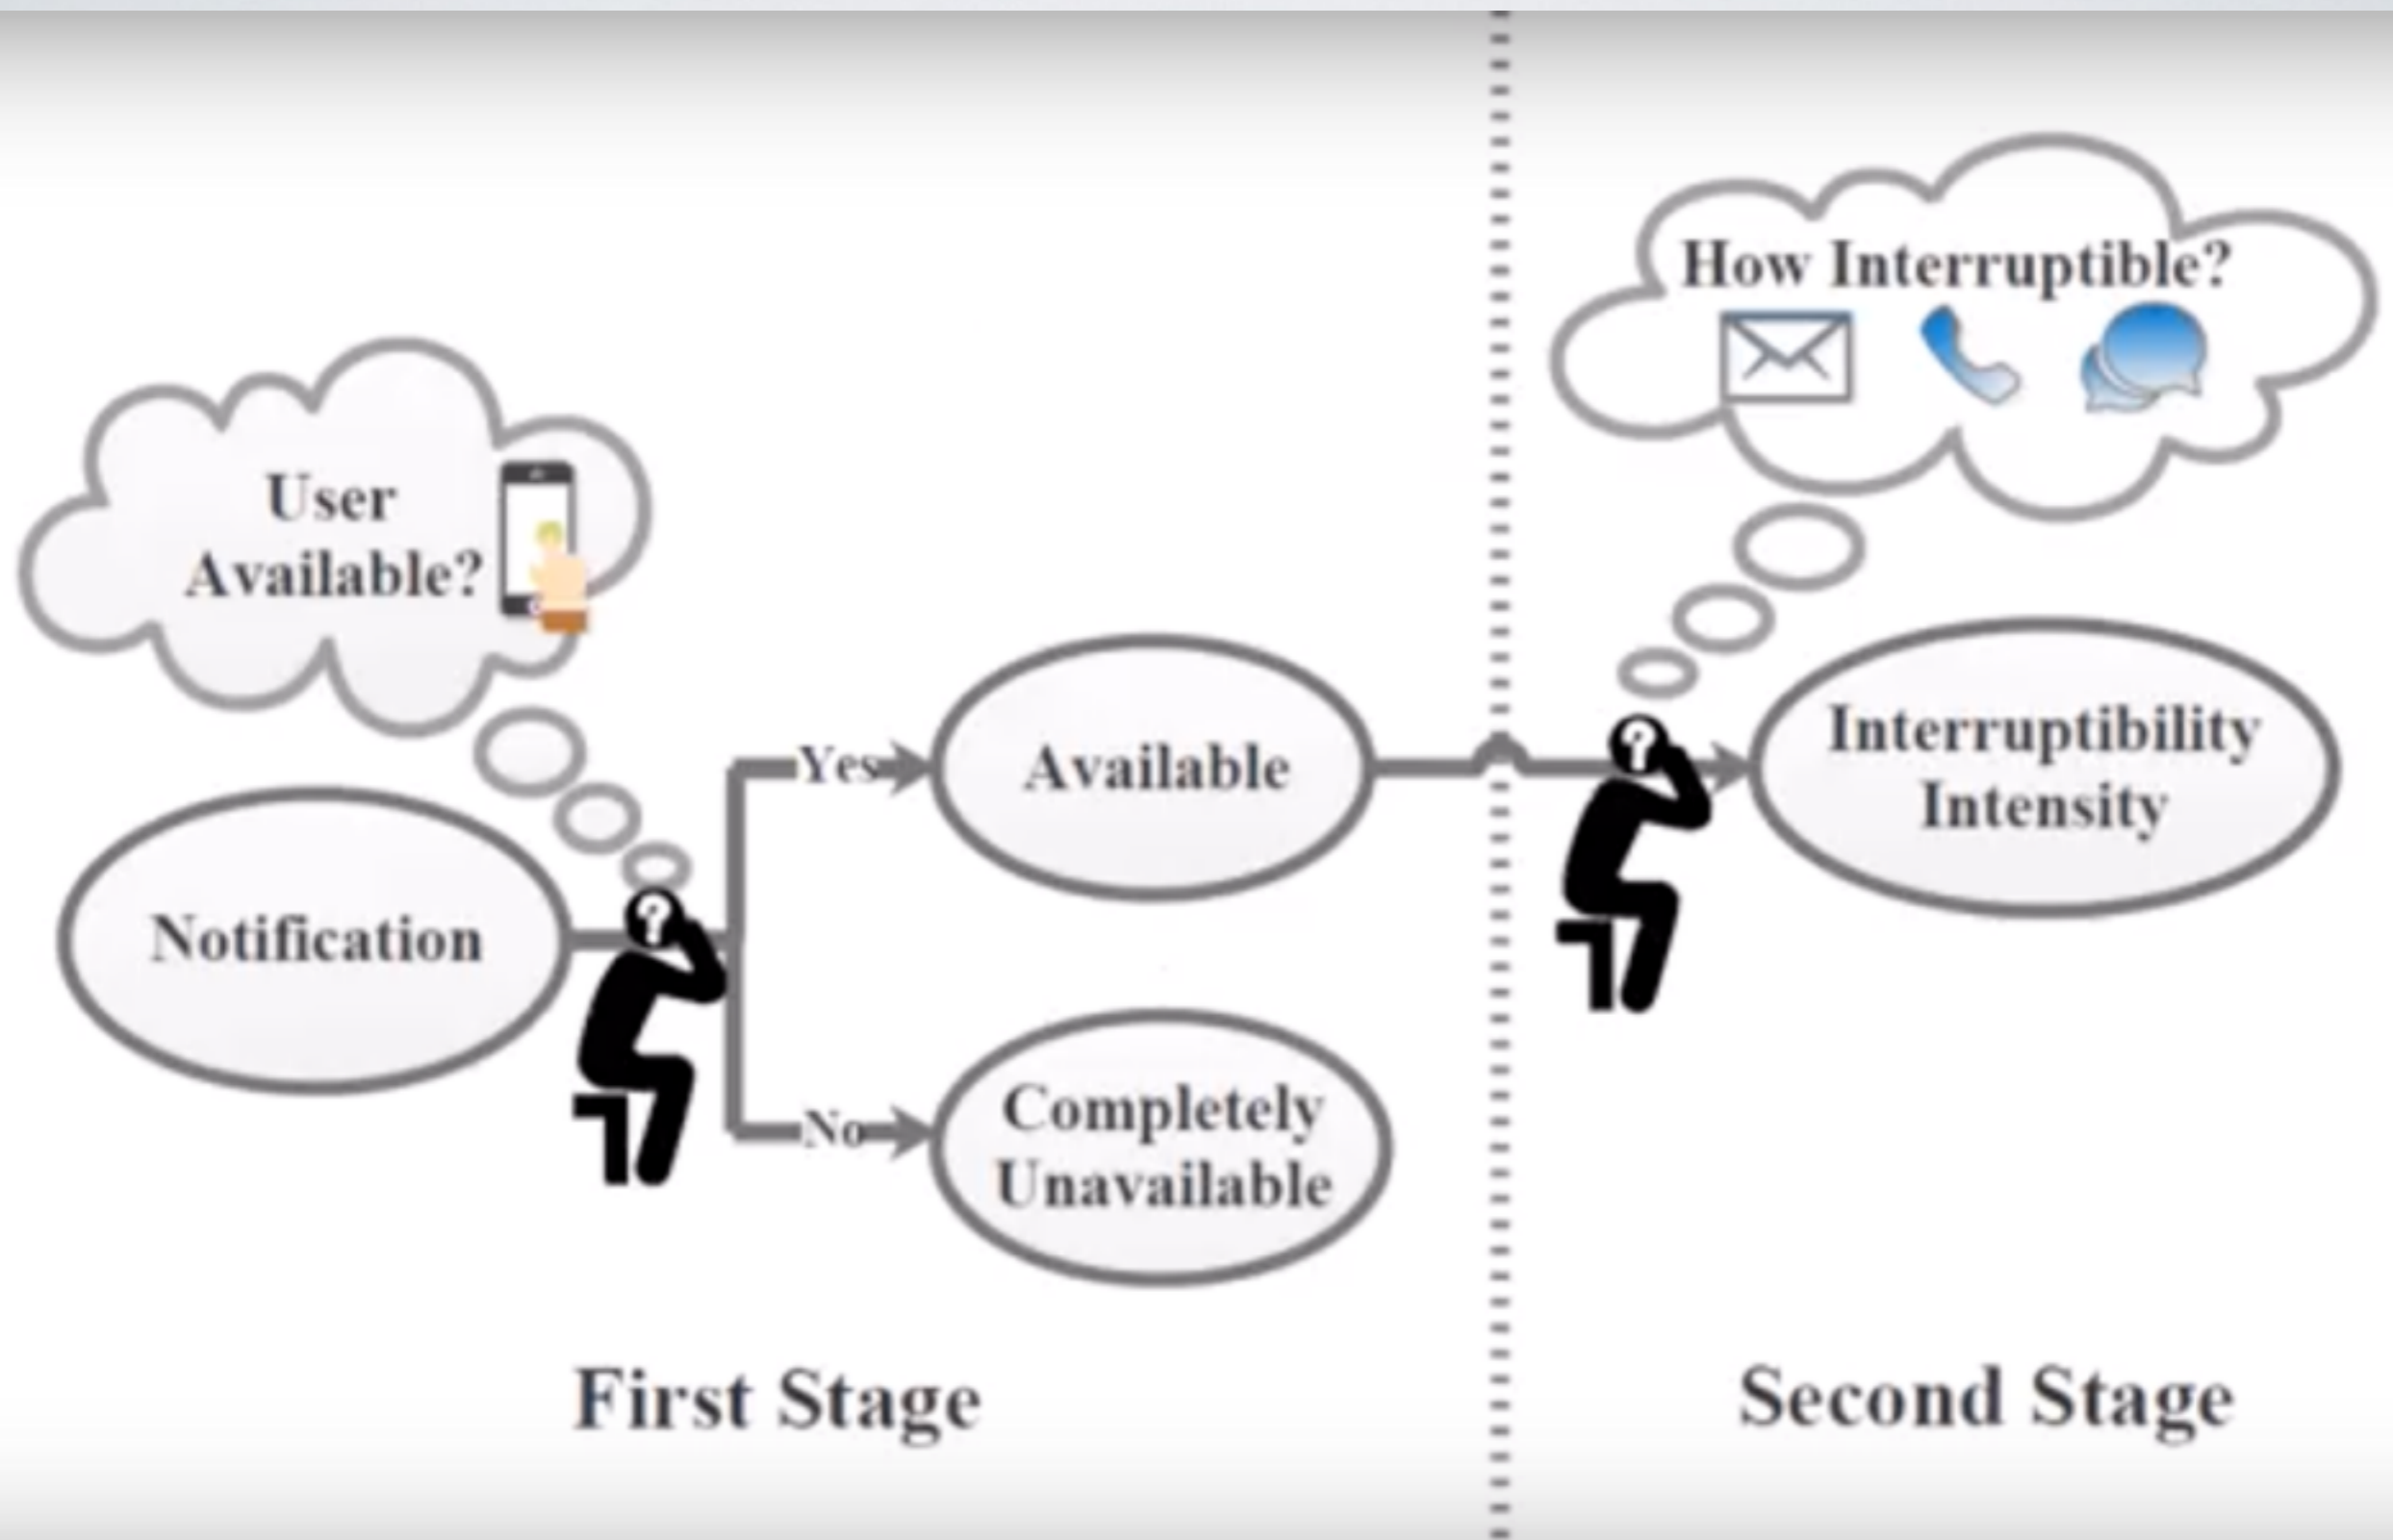 User
Available?
Notification
Yes
Available
No
Completely
Unavailable
First Stage
How Interruptible?
?
?
Interruptibility
Intensity
Second Stage